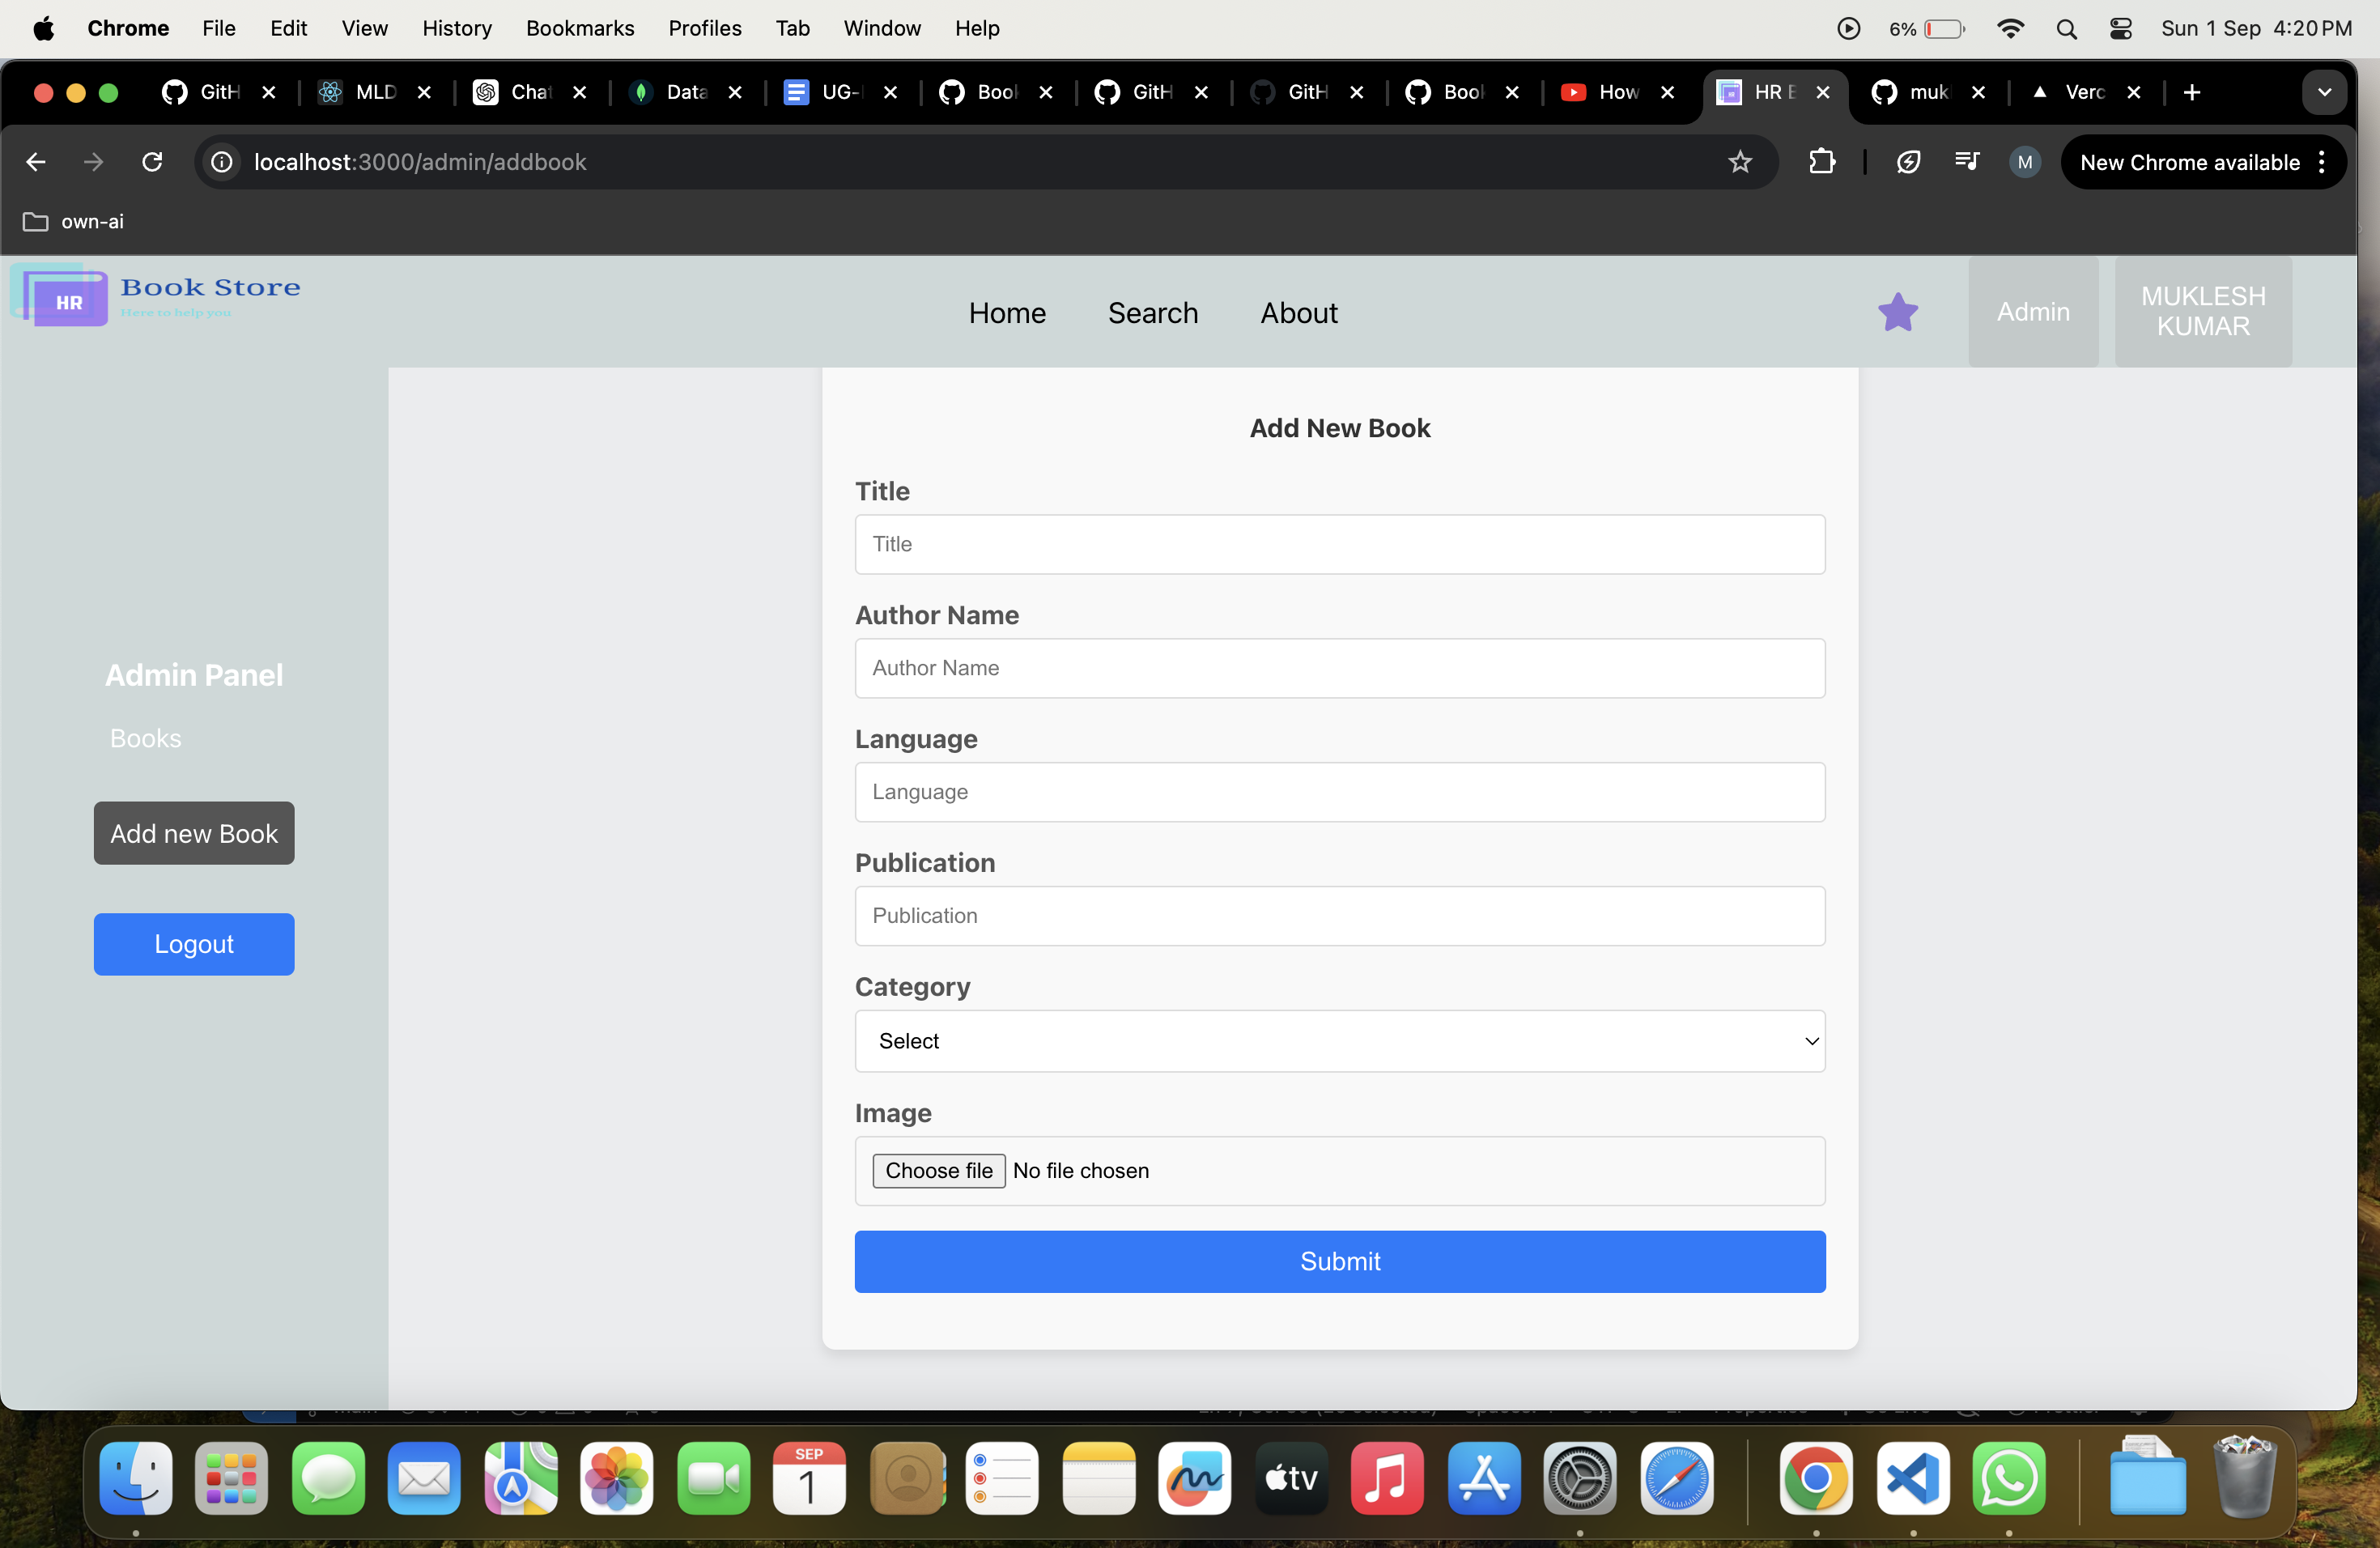 Chrome File Edit View History Bookmarks Profiles Tab Window Help 6% Sun 1 Sep 4:20 PM
GitH MLD Chat Data UG- Book GitH GitH Book How HR B muk Verc
localhost:3000/admin/addbook New Chrome available
M
own-ai
HR
Book Store
Here to help you
Home Search About
Admin
MUKLESH
KUMAR
Admin Panel
Books
Add new Book
Logout
Add New Book
Title
Title
Author Name
Author Name
Language
Language
Publication
Publication
Category
Select
Image
Choose file No file chosen
Submit
SEP
1
tv